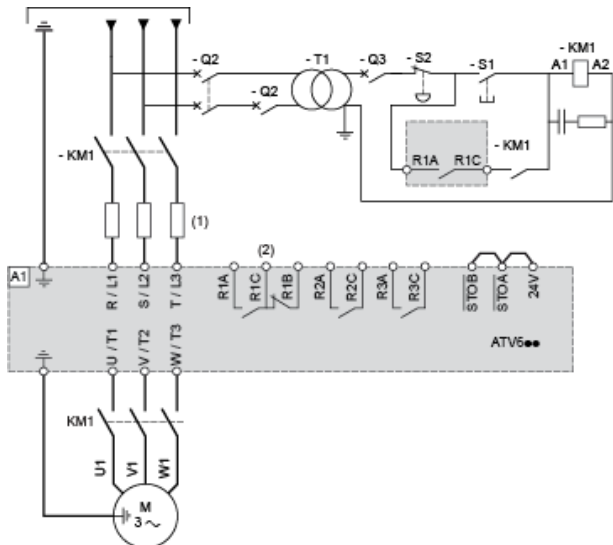 - Q2 - T1 - Q3 - S2 - S1 - KM1
A1 A2
- Q2
- KM1
R1A R1C
- KM1
(1)
(2)
A1
R / L1
S / L2
T / L3
R1A
R1C
R1B
R2A
R2C
R3A
R3C
STOB
STOA
24V
U / T1
V / T2
W / T3
ATV6●●
KM1
U1
V1
W1
M
3 ~